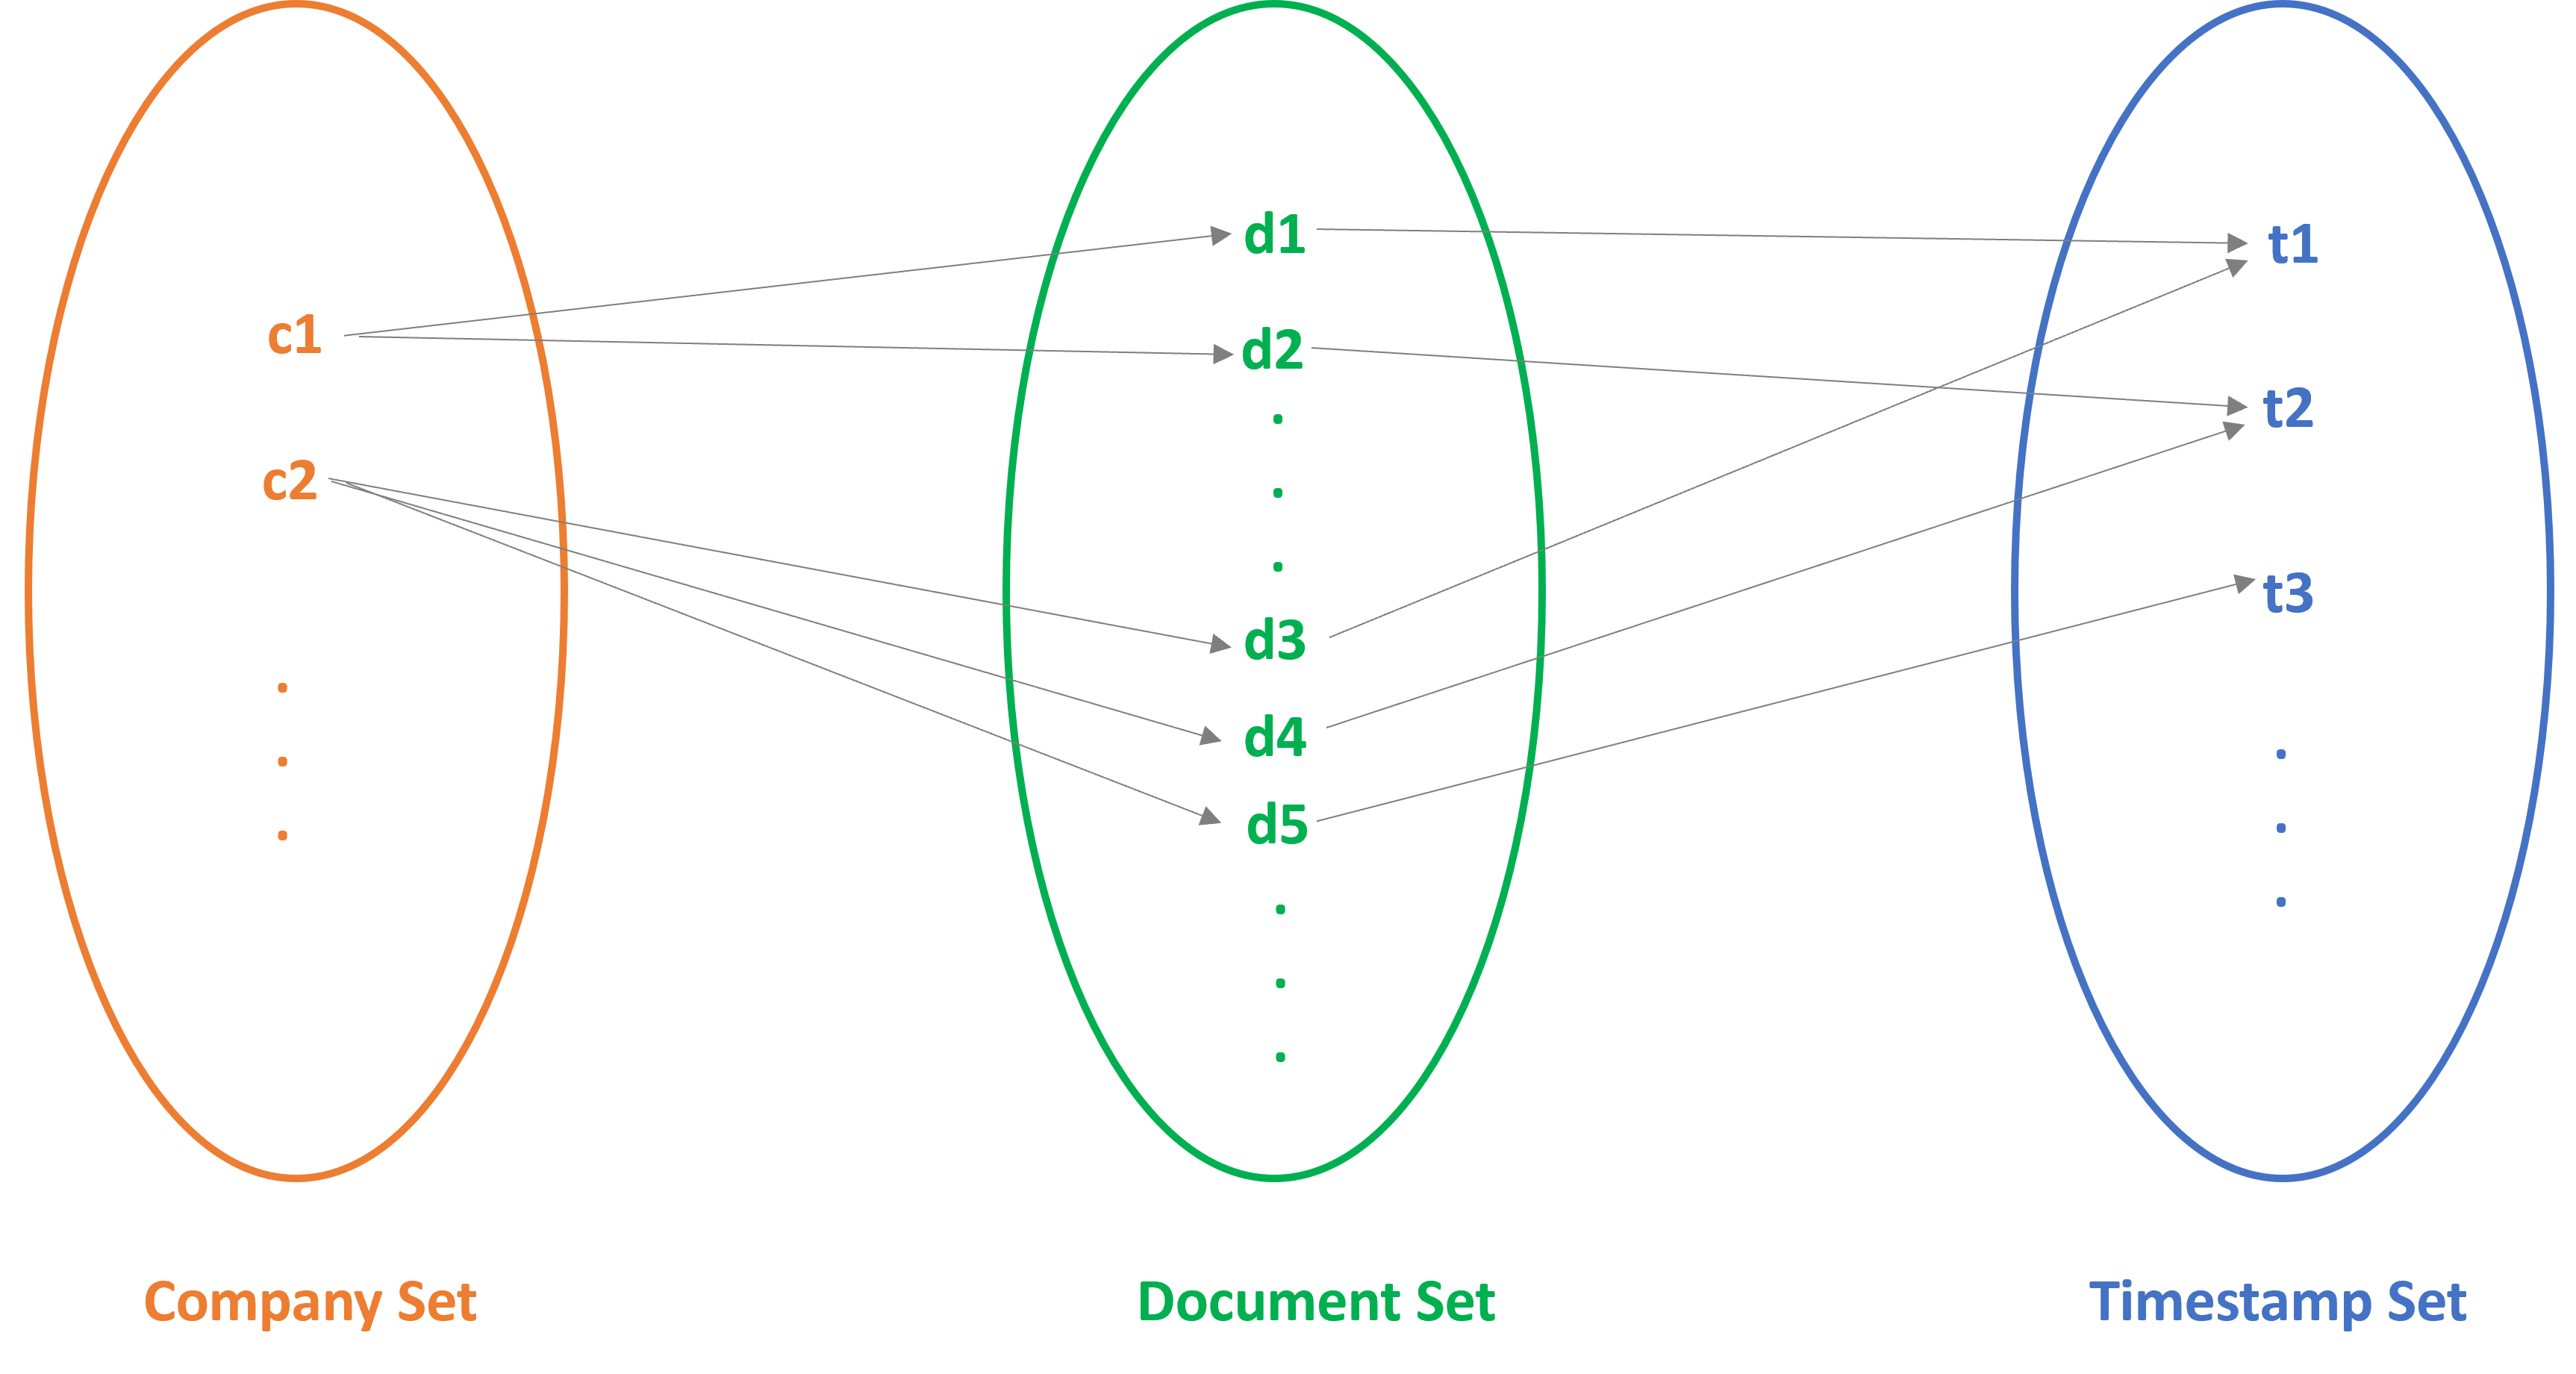 c1
c2
.
.
.
Company Set
d1
d2
.
.
.
d3
d4
d5
.
.
.
Document Set
t1
t2
t3
.
.
.
Timestamp Set